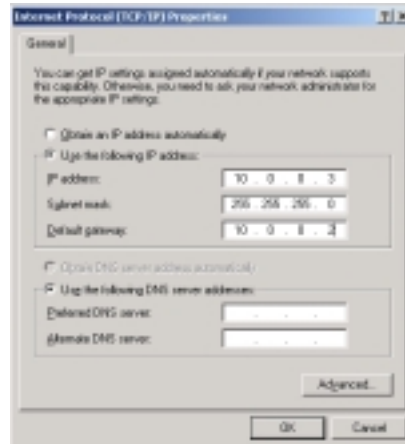 Internet Protocol (TCP/IP) Properties
General
You can get IP settings assigned automatically if your network supports
this capability. Otherwise, you need to ask your network administrator for
the appropriate IP settings.
Obtain an IP address automatically
Use the following IP address:
IP address: 10 . 0 . 0 . 3
Subnet mask: 255 . 255 . 255 . 0
Default gateway: 10 . 0 . 0 . 2
Obtain DNS server address automatically
Use the following DNS server addresses:
Preferred DNS server: . . .
Alternate DNS server: . . .
Advanced...
OK Cancel